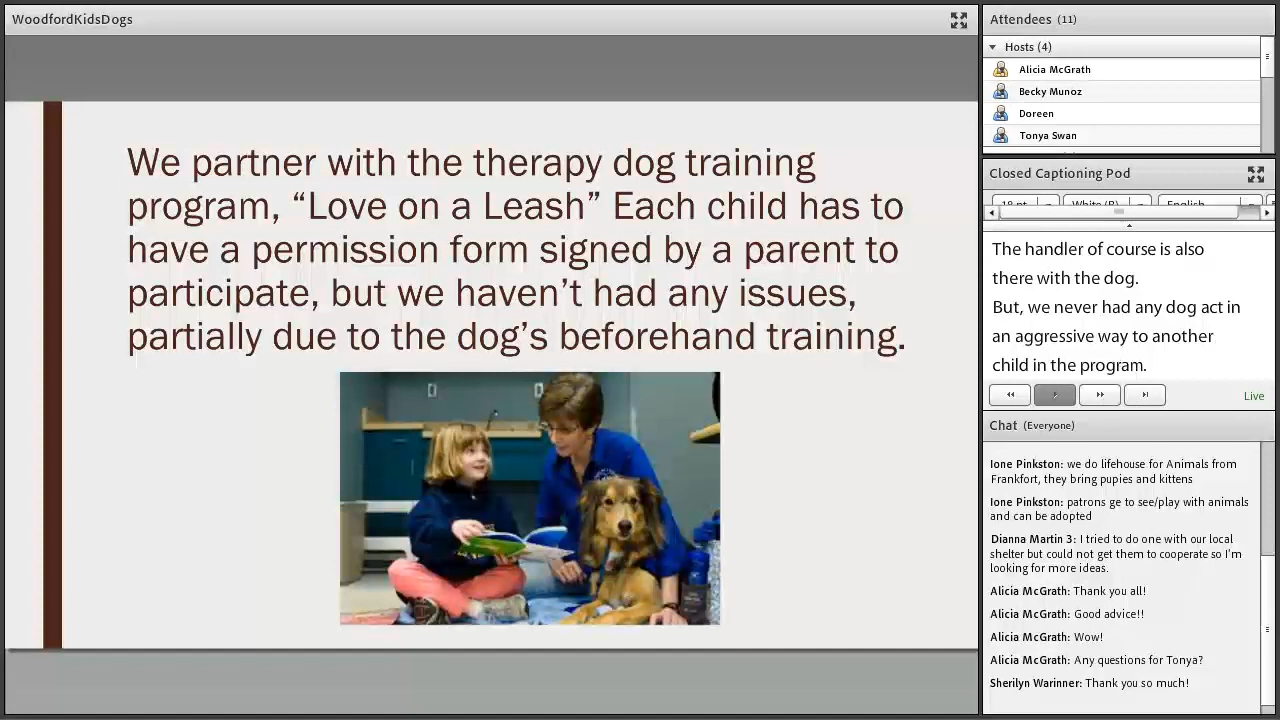 WoodfordKidsDogs
We partner with the therapy dog training
program, “Love on a Leash” Each child has to
have a permission form signed by a parent to
participate, but we haven’t had any issues,
partially due to the dog’s beforehand training.
Attendees (11)
Hosts (4)
Alicia McGrath
Becky Munoz
Doreen
Tonya Swan
Closed Captioning Pod
18 pt
White (B)
English
The handler of course is also
there with the dog.
But, we never had any dog act in
an aggressive way to another
child in the program.
Live
Chat (Everyone)
Ione Pinkston: we do lifehouse for Animals from
Frankfort, they bring pupies and kittens
Ione Pinkston: patrons ge to see/play with animals
and can be adopted
Dianna Martin 3: I tried to do one with our local
shelter but could not get them to cooperate so I'm
looking for more ideas.
Alicia McGrath: Thank you all!
Alicia McGrath: Good advice!!
Alicia McGrath: Wow!
Alicia McGrath: Any questions for Tonya?
Sherilyn Warinner: Thank you so much!